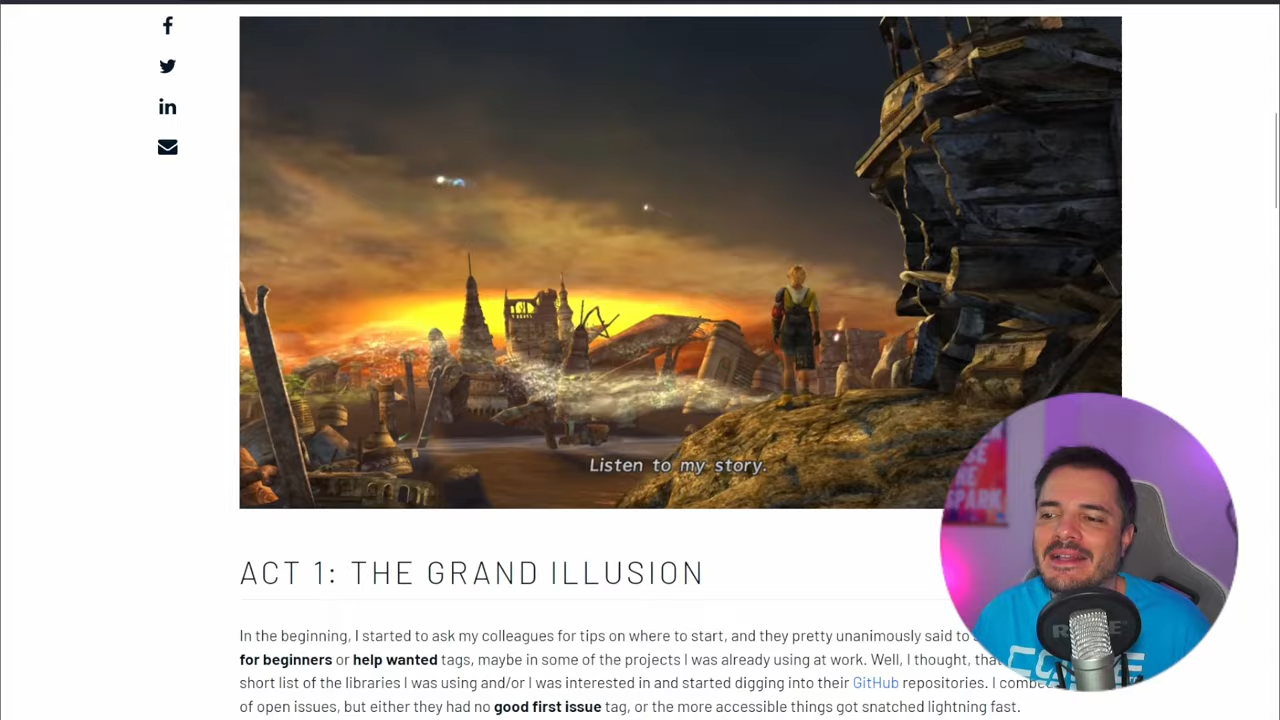 Listen to my story.
ACT 1: THE GRAND ILLUSION
In the beginning, I started to ask my colleagues for tips on where to start, and they pretty unanimously said to
for beginners or help wanted tags, maybe in some of the projects I was already using at work. Well, I thought,
short list of the libraries I was using and/or I was interested in and started digging into their GitHub repositories. I
of open issues, but either they had no good first issue tag, or the more accessible things got snatched lightning fast.
SPARK